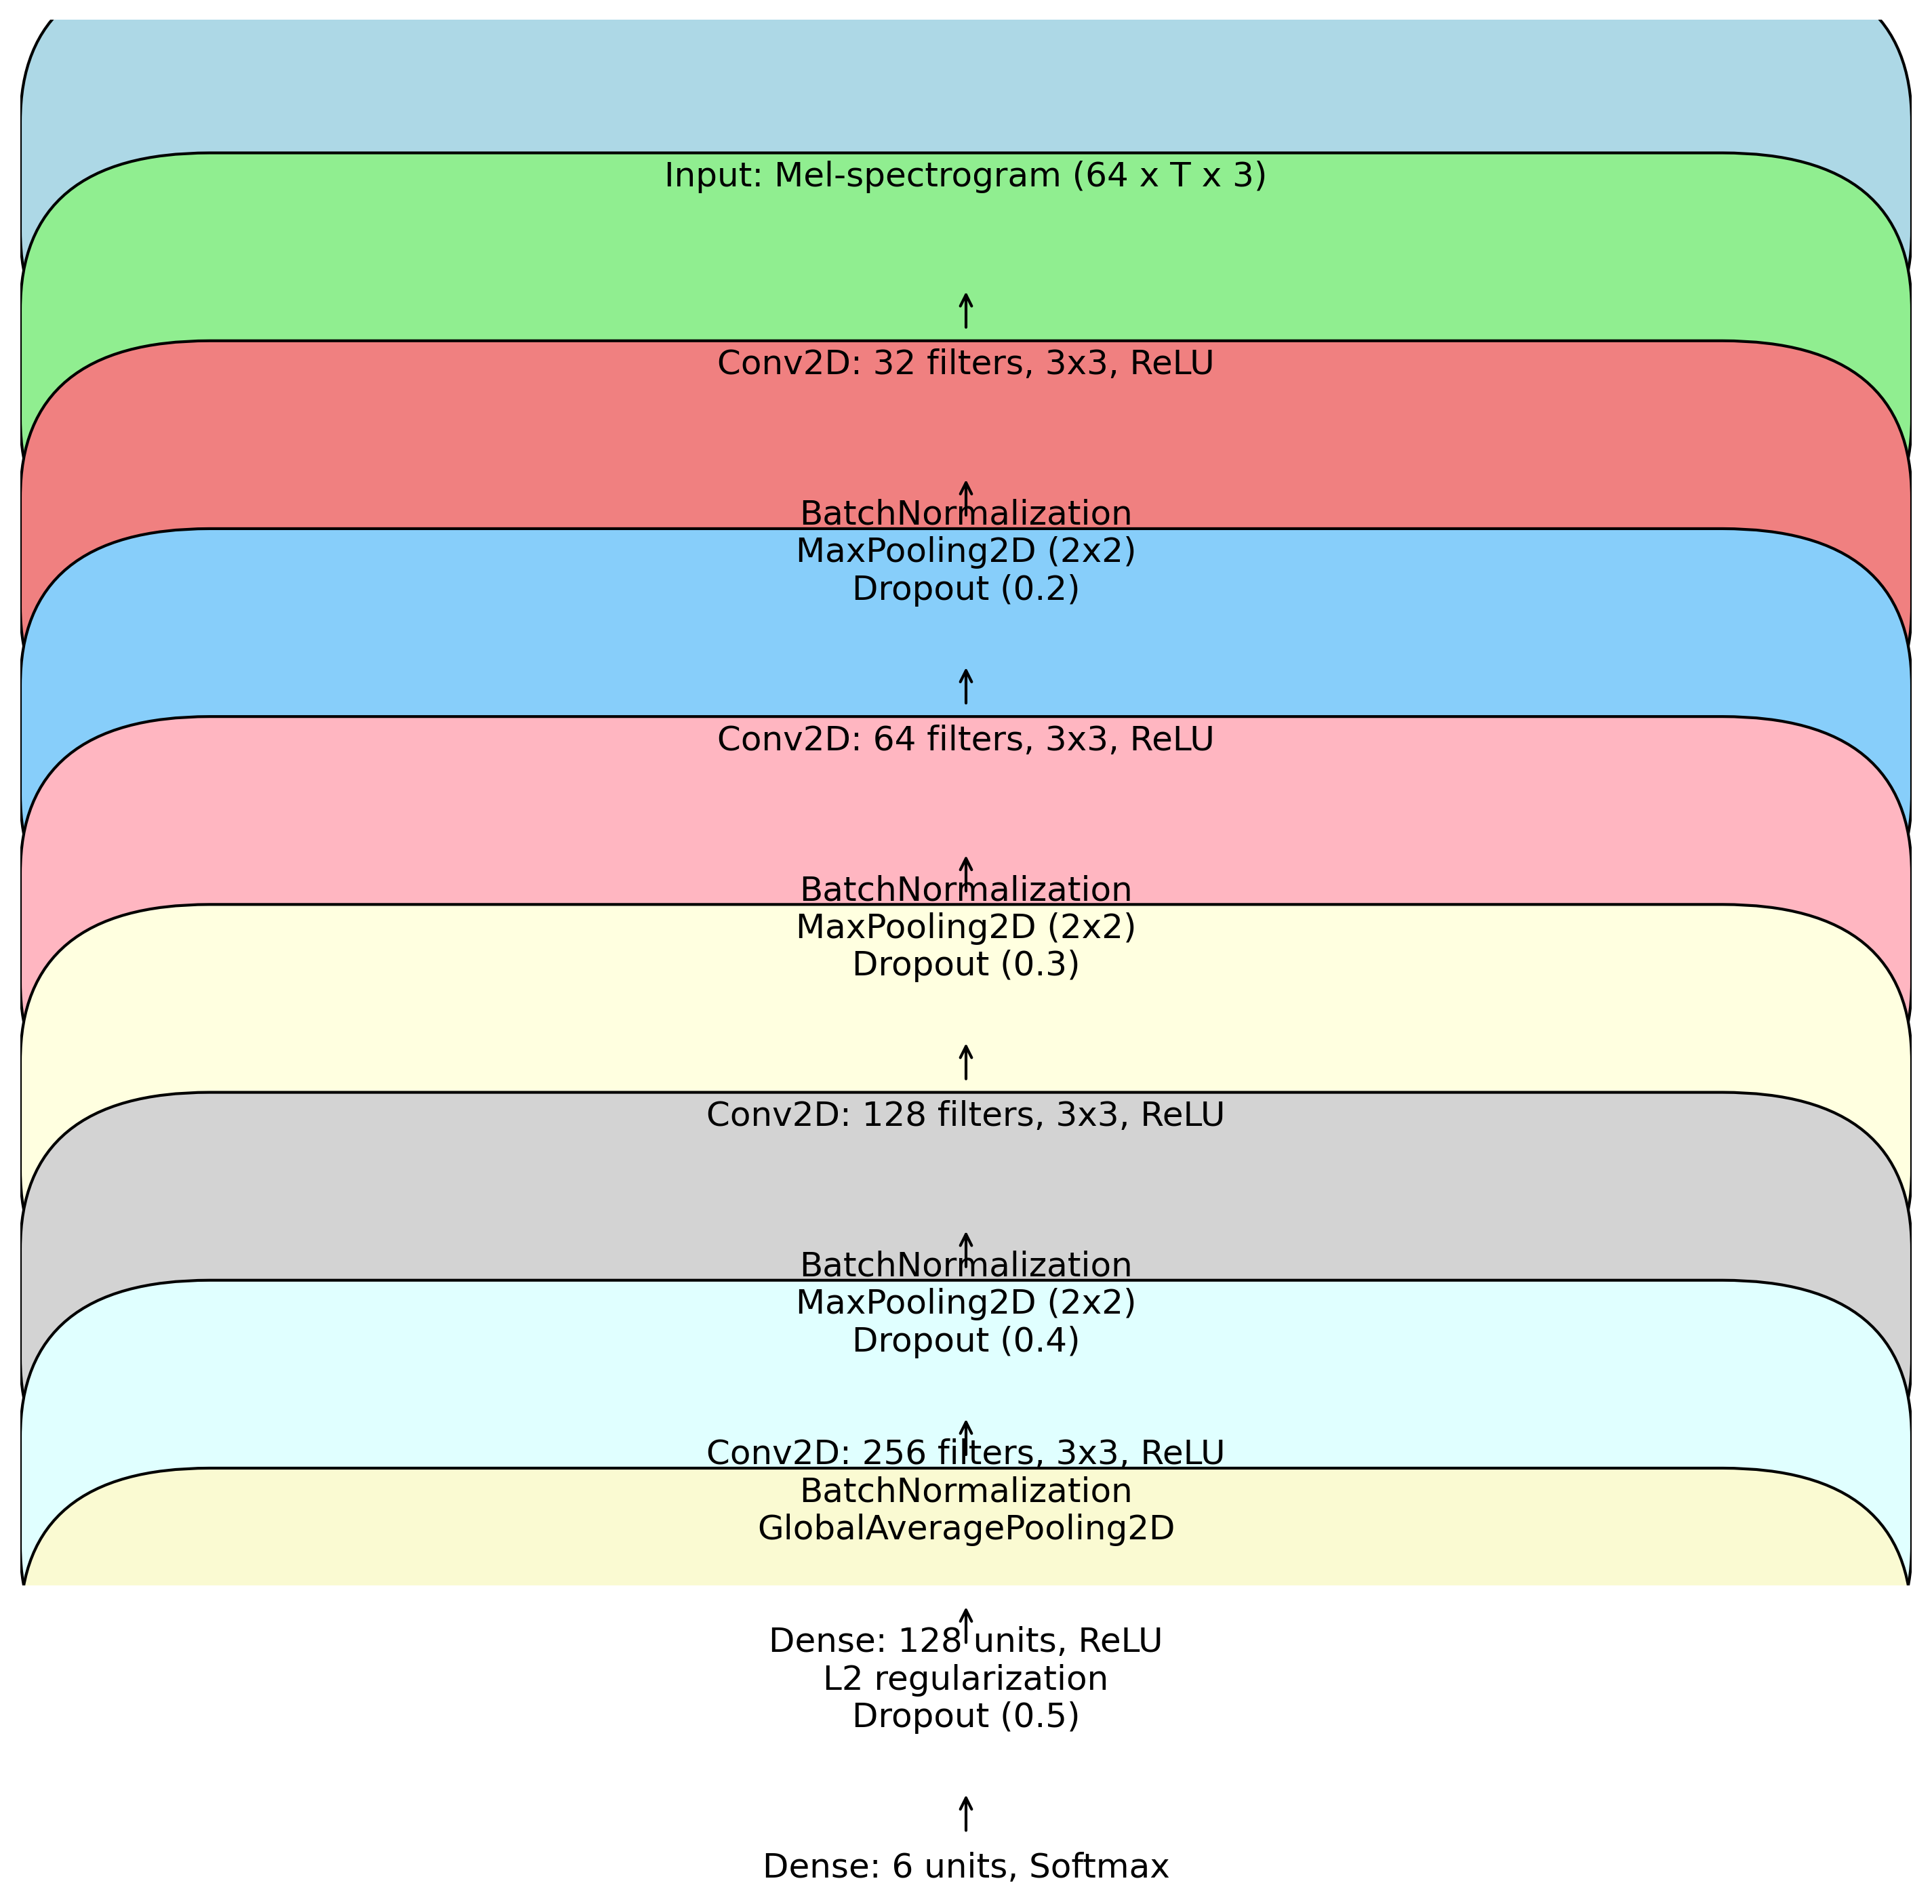 Input: Mel-spectrogram (64 x T x 3)
Conv2D: 32 filters, 3x3, ReLU
BatchNormalization
MaxPooling2D (2x2)
Dropout (0.2)
Conv2D: 64 filters, 3x3, ReLU
BatchNormalization
MaxPooling2D (2x2)
Dropout (0.3)
Conv2D: 128 filters, 3x3, ReLU
BatchNormalization
MaxPooling2D (2x2)
Dropout (0.4)
Conv2D: 256 filters, 3x3, ReLU
BatchNormalization
GlobalAveragePooling2D
Dense: 128 units, ReLU
L2 regularization
Dropout (0.5)
Dense: 6 units, Softmax